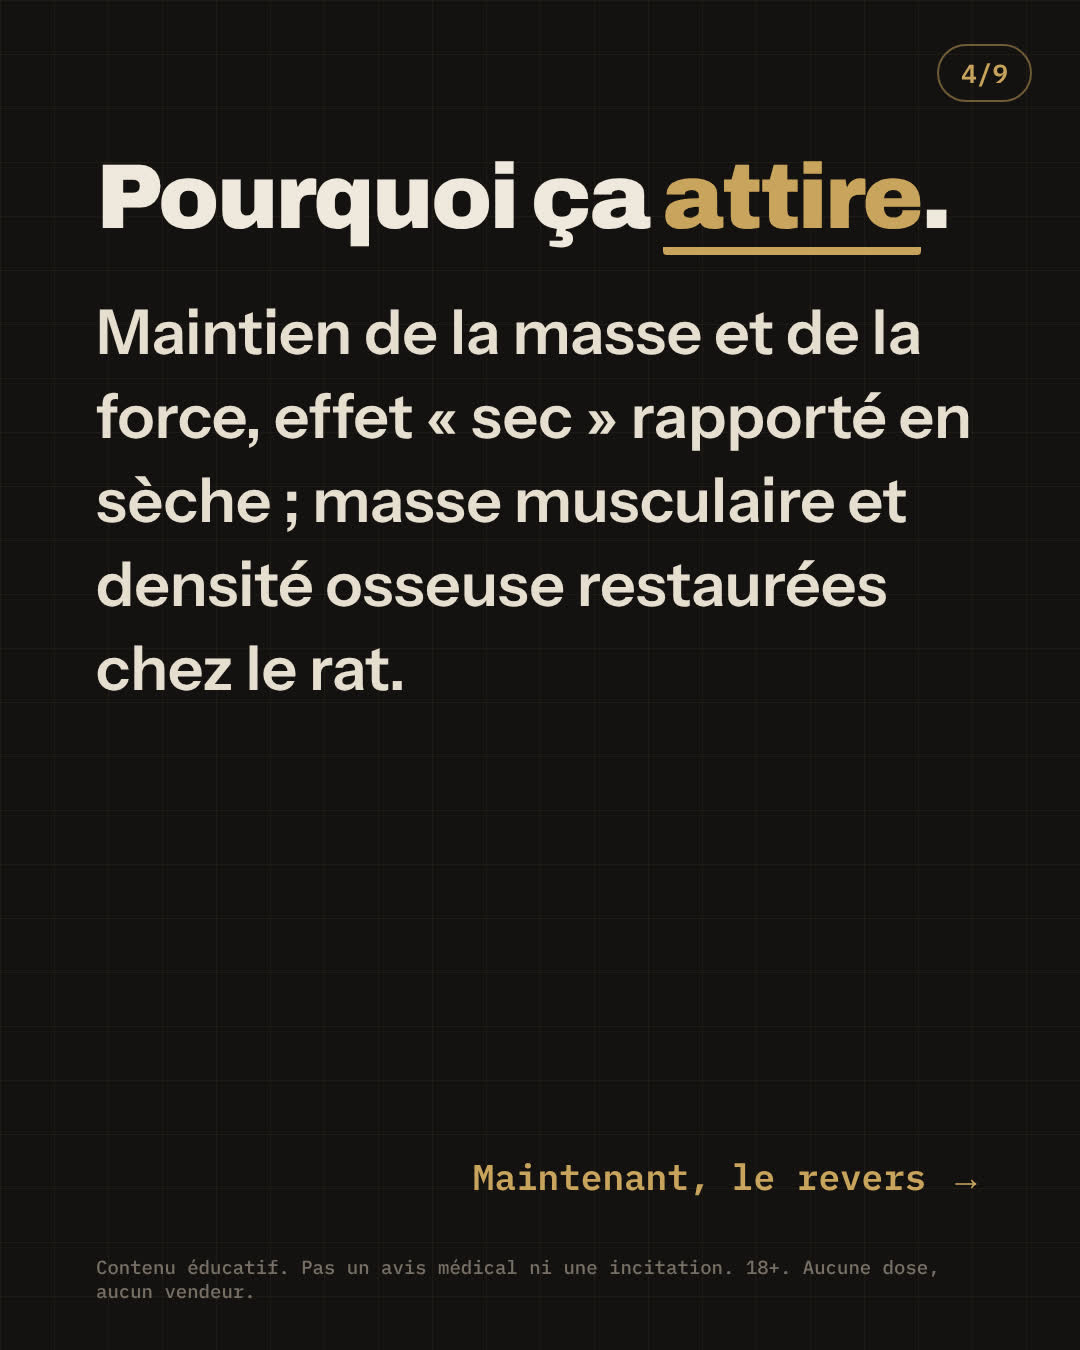 4/9
Pourquoi ça attire.
Maintien de la masse et de la
force, effet « sec » rapporté en
sèche ; masse musculaire et
densité osseuse restaurées
chez le rat.
Maintenant, le revers →
Contenu éducatif. Pas un avis médical ni une incitation. 18+. Aucune dose,
aucun vendeur.